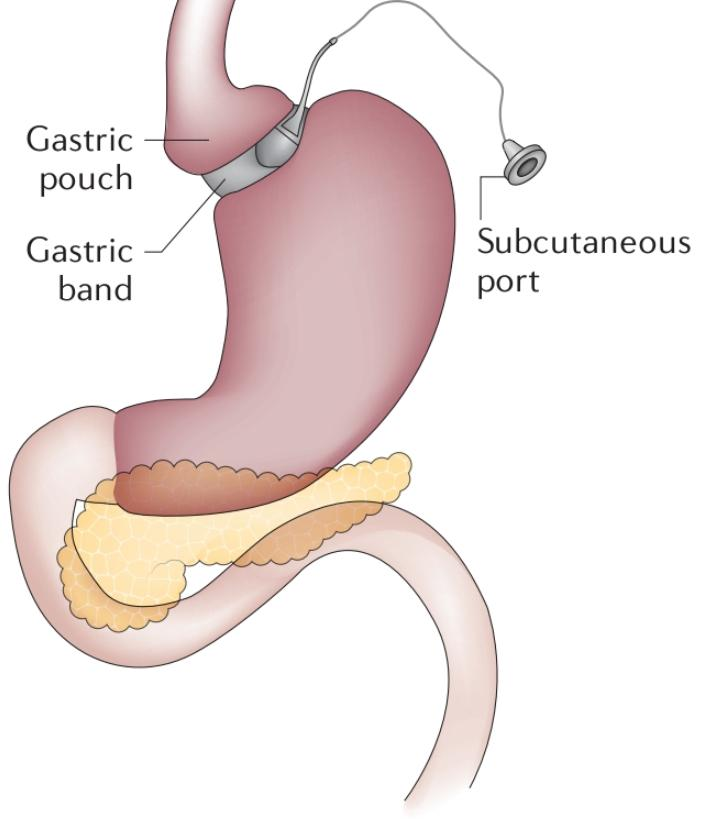 Gastric
pouch
Gastric
band
Subcutaneous
port